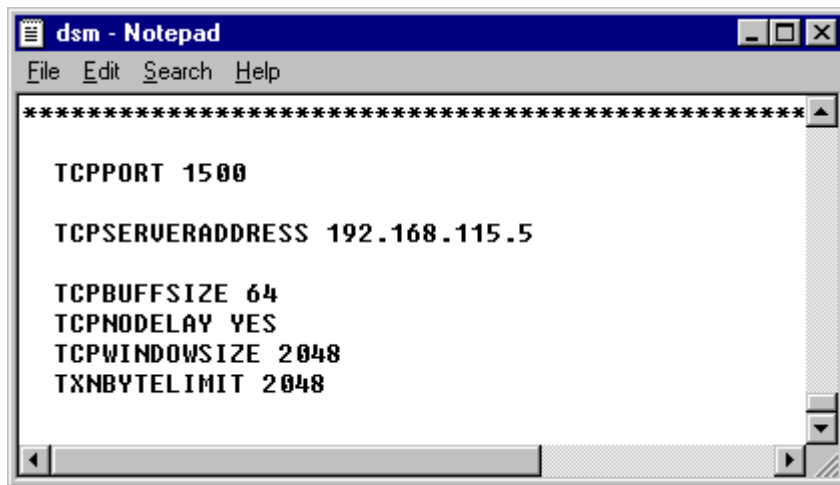 dsm - Notepad
File Edit Search Help
**************************************************
TCPPORT 1500
TCPSERVERADDRESS 192.168.115.5
TCPBUFFSIZE 64
TCPNODELAY YES
TCPWINDOWSIZE 2048
TXNBYTELIMIT 2048